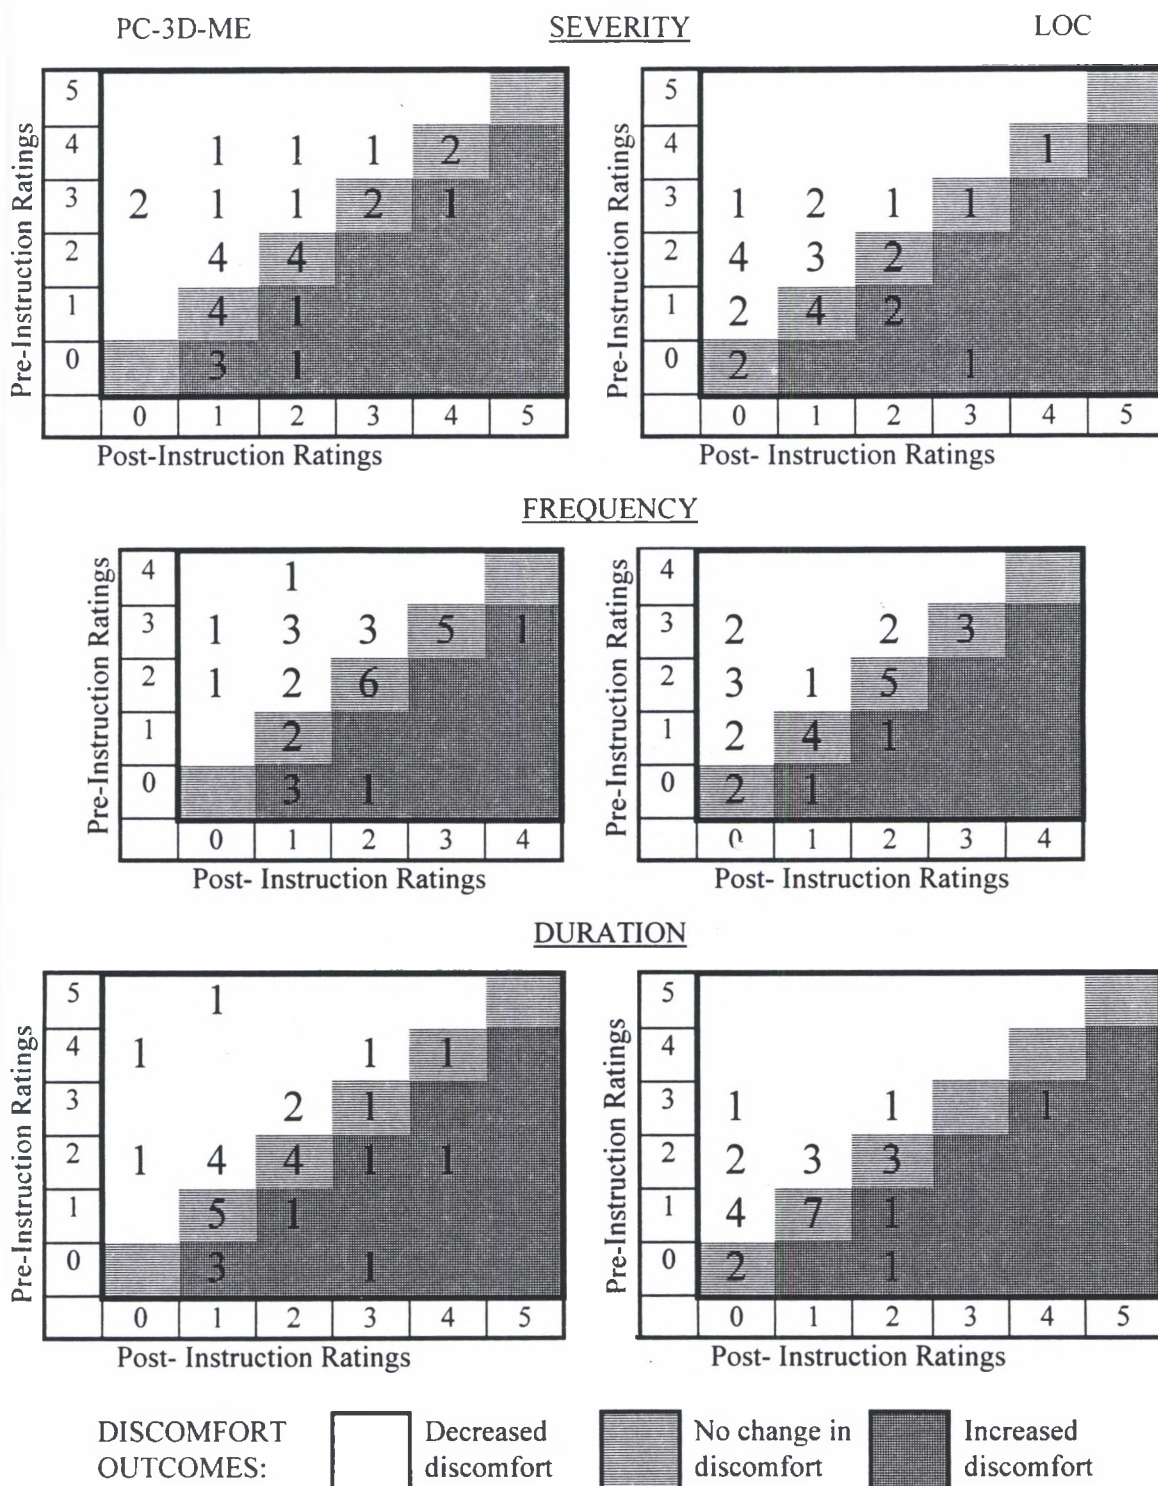 PC-3D-ME SEVERITY LOC
Pre-Instruction Ratings
5
4 1 1 1 2
3 2 1 1 2 1
2 4 4
1 4 1
0 3 1
0 1 2 3 4 5
Post-Instruction Ratings
Pre-Instruction Ratings
5
4 1
3 1 2 1 1
2 4 3 2
1 2 4 2
0 2 1
0 1 2 3 4 5
Post- Instruction Ratings
FREQUENCY
Pre-Instruction Ratings
4 1
3 1 3 3 5 1
2 1 2 6
1 2
0 3 1
0 1 2 3 4
Post- Instruction Ratings
Pre-Instruction Ratings
4
3 2 2 3
2 3 1 5
1 2 4 1
0 2 1
1 2 3 4
Post- Instruction Ratings
DURATION
Pre-Instruction Ratings
5 1
4 1 1 1
3 2 1
2 1 4 4 1 1
1 5 1
0 3 1
0 1 2 3 4 5
Post- Instruction Ratings
Pre-Instruction Ratings
5
4
3 1 1 1
2 2 3 3
1 4 7 1
0 2 1
0 1 2 3 4 5
Post- Instruction Ratings
DISCOMFORT
OUTCOMES:
Decreased
discomfort
No change in
discomfort
Increased
discomfort